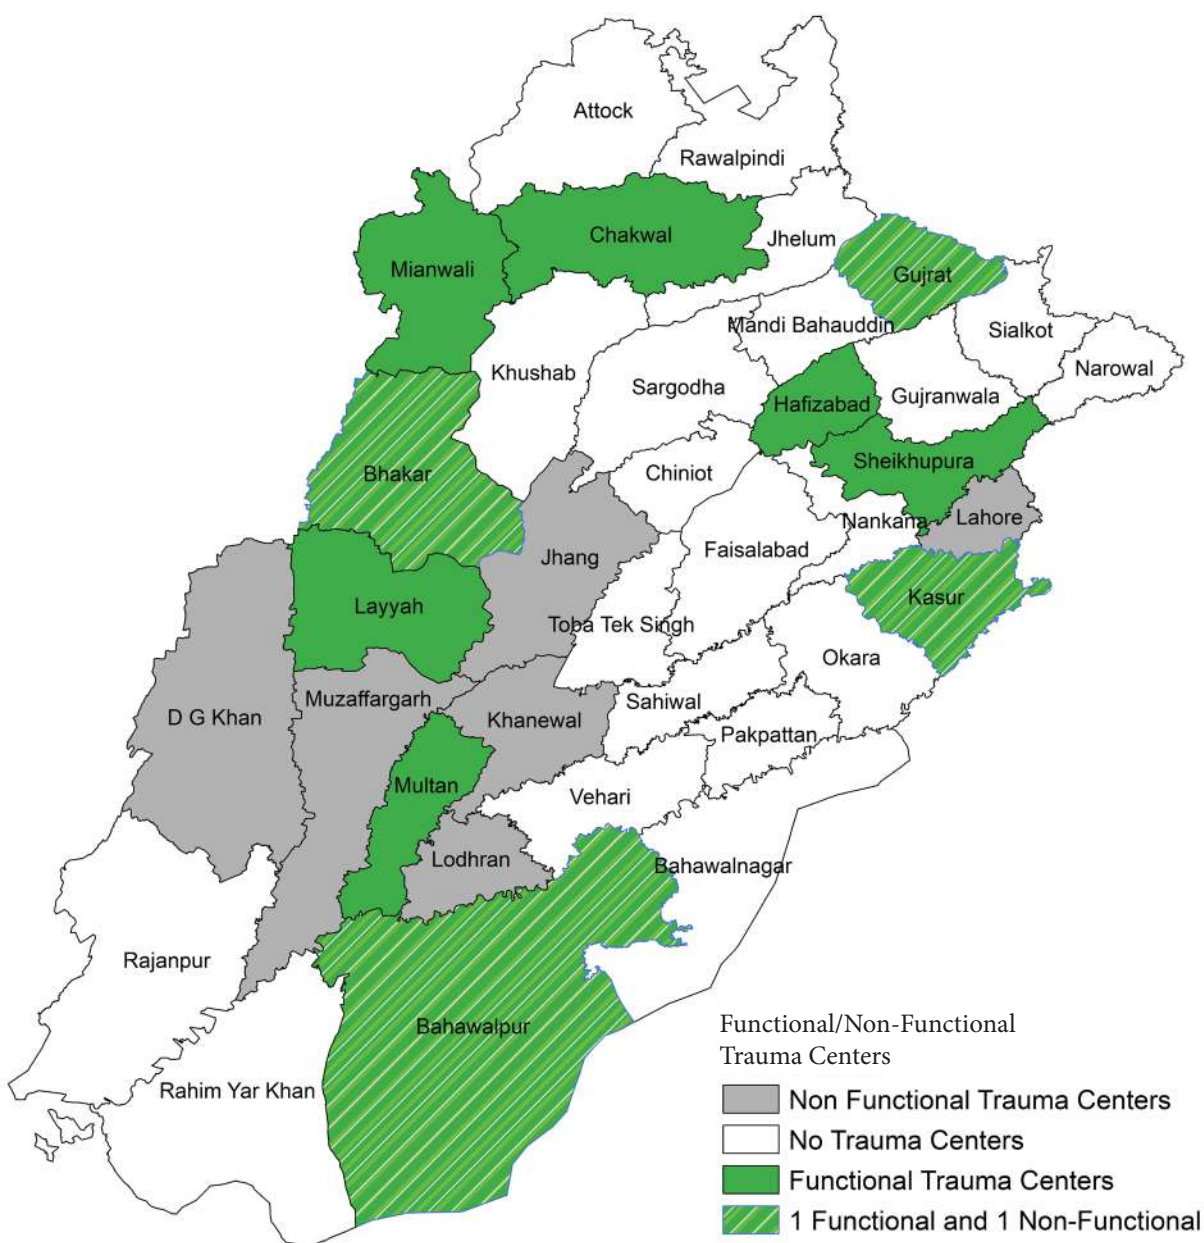 Attock
Rawalpindi
Chakwal
Jhelum
Mianwali
Gujrat
Mandi Bahauddin
Sialkot
Khushab
Sargodha
Narowal
Hafizabad
Gujranwala
Bhakar
Chiniot
Sheikhupura
Nankana
Lahore
Jhang
Faisalabad
Layyah
Toba Tek Singh
Kasur
Okara
Muzaffargarh
D G Khan
Khanewal
Sahiwal
Pakpattan
Multan
Vehari
Lodhran
Bahawalnagar
Rajanpur
Bahawalpur
Rahim Yar Khan
Functional/Non-Functional
Trauma Centers
Non Functional Trauma Centers
No Trauma Centers
Functional Trauma Centers
1 Functional and 1 Non-Functional